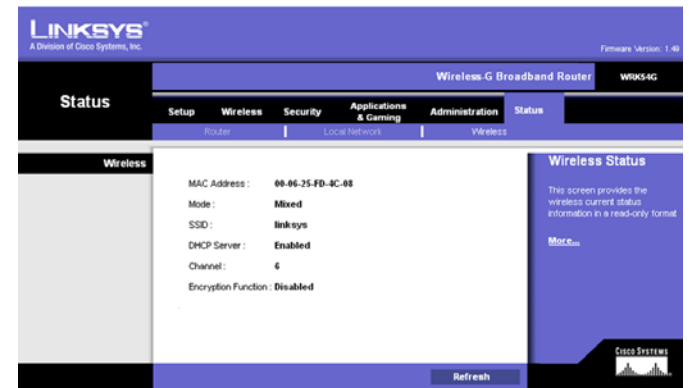 LINKSYS®
A Division of Cisco Systems, Inc.
Firmware Version: 1.49
Wireless-G Broadband Router WRK54G
Status
Setup Wireless Security Applications & Gaming Administration Status
Router Local Network Wireless
Wireless
MAC Address : 00-06-25-FD-4C-08
Mode : Mixed
SSID : linksys
DHCP Server : Enabled
Channel : 6
Encryption Function : Disabled
Wireless Status
This screen provides the
wireless current status
information in a read-only format
More...
Refresh
CISCO SYSTEMS